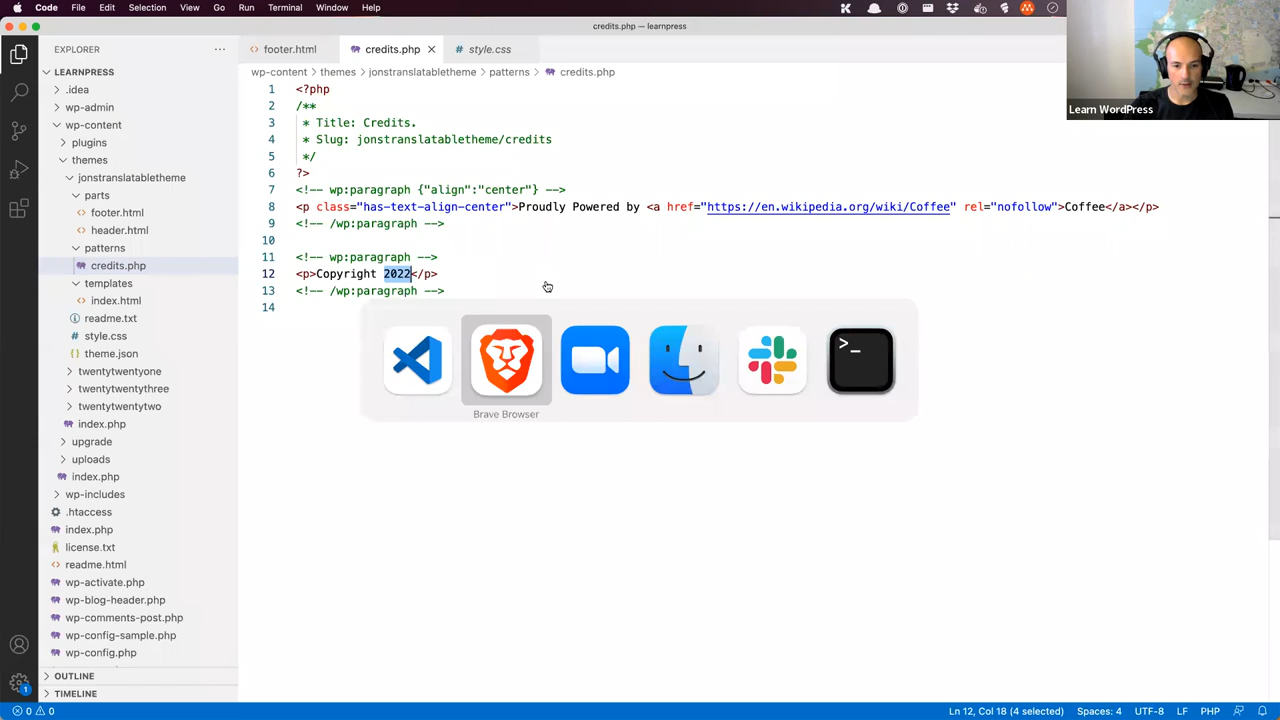 Code File Edit Selection View Go Run Terminal Window Help
credits.php — learnpress
EXPLORER
footer.html
credits.php
style.css
LEARNPRESS
wp-content > themes > jonstranslatabletheme > patterns > credits.php
.idea
wp-admin
wp-content
plugins
themes
jonstranslatabletheme
parts
footer.html
header.html
patterns
credits.php
templates
index.html
readme.txt
style.css
theme.json
twentytwentyone
twentytwentythree
twentytwentytwo
index.php
upgrade
uploads
index.php
wp-includes
.htaccess
index.php
license.txt
readme.html
wp-activate.php
wp-blog-header.php
wp-comments-post.php
wp-config-sample.php
wp-config.php
OUTLINE
TIMELINE
1 <?php
2 /**
3 * Title: Credits.
4 * Slug: jonstranslatabletheme/credits
5 */
6 ?>
7 <!-- wp:paragraph {"align":"center"} -->
8 <p class="has-text-align-center">Proudly Powered by <a href="https://en.wikipedia.org/wiki/Coffee" rel="nofollow">Coffee</a></p>
9 <!-- /wp:paragraph -->
10
11 <!-- wp:paragraph -->
12 <p>Copyright 2022</p>
13 <!-- /wp:paragraph -->
14
>_
Brave Browser
Learn WordPress
1
0 0
Ln 12, Col 18 (4 selected) Spaces: 4 UTF-8 LF PHP